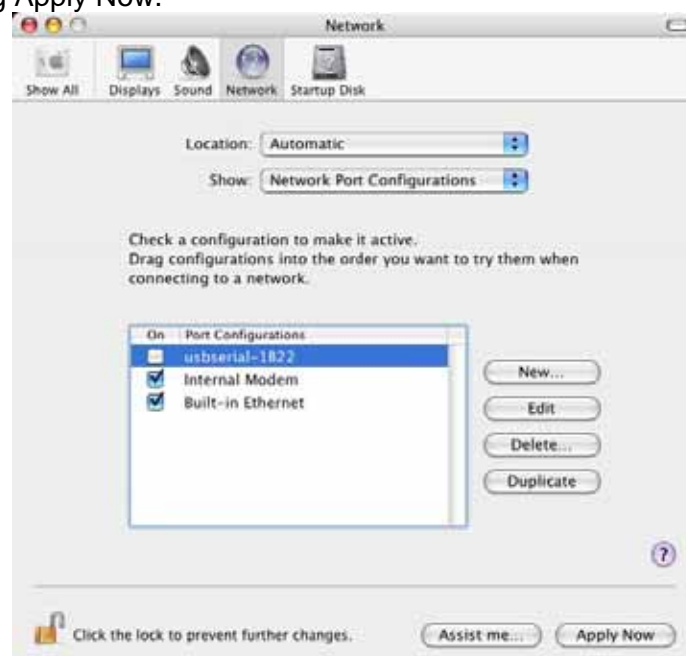 g Apply Now.
Network
Show All Displays Sound Network Startup Disk
Location: Automatic
Show: Network Port Configurations
Check a configuration to make it active.
Drag configurations into the order you want to try them when
connecting to a network.
On Port Configurations
usbserial-1B22
Internal Modem
Built-in Ethernet
New...
Edit
Delete...
Duplicate
?
Click the lock to prevent further changes. Assist me... Apply Now